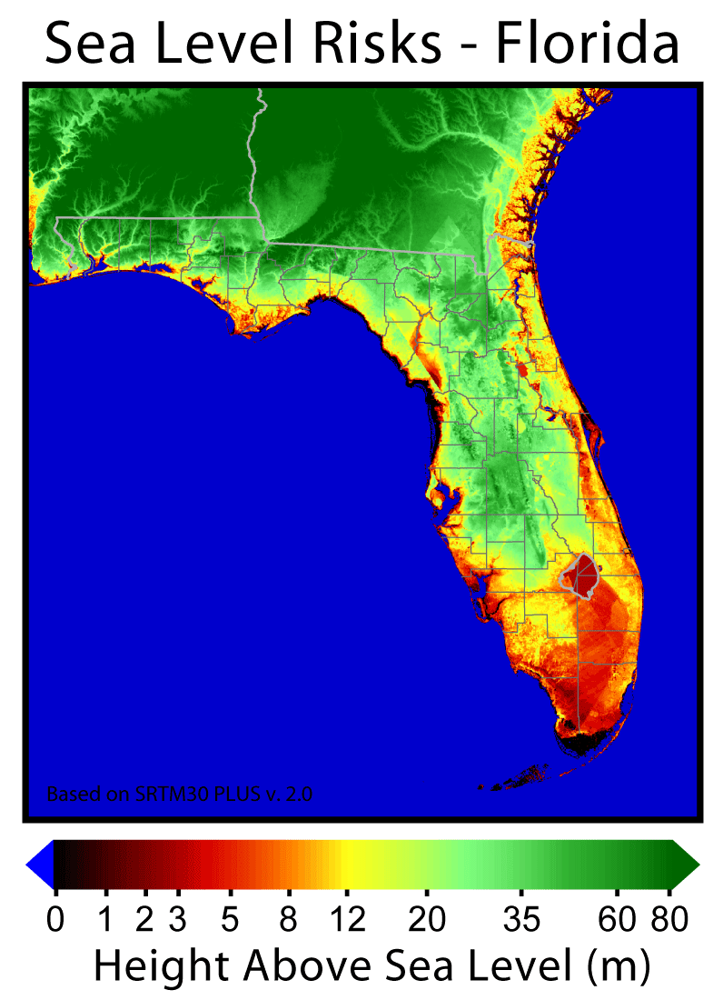 Sea Level Risks - Florida
Based on SRTM30 PLUS v. 2.0
0 1 2 3 5 8 12 20 35 60 80
Height Above Sea Level (m)